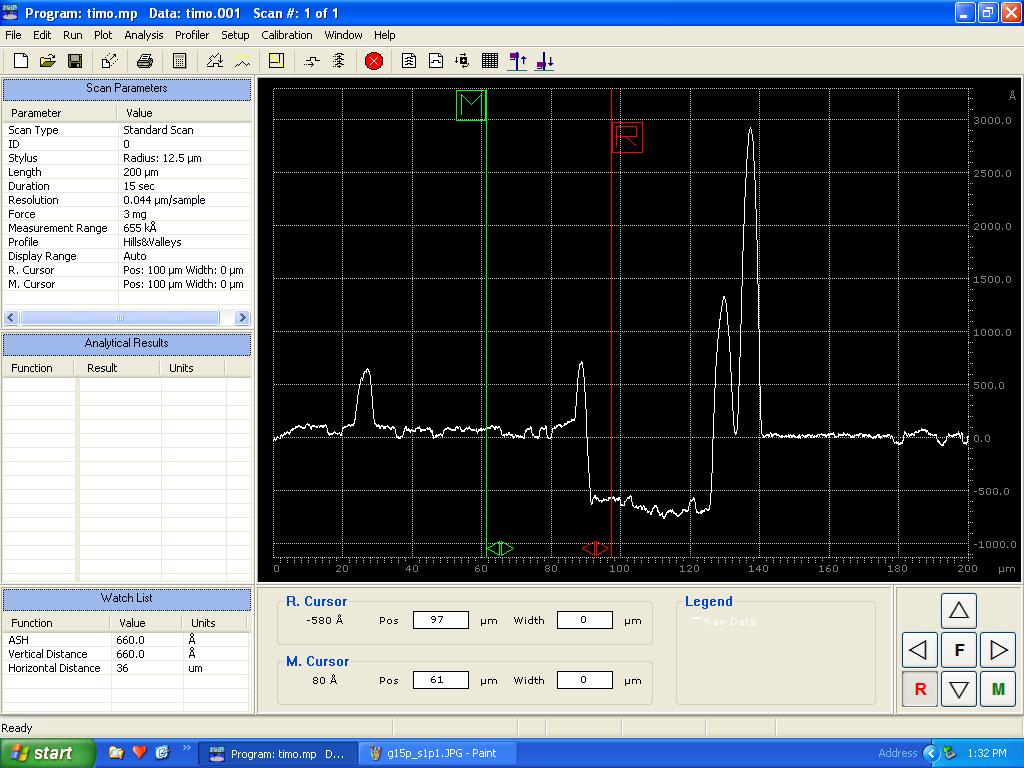 Program: timo.mp   Data: timo.001   Scan #: 1 of 1
File Edit Run Plot Analysis Profiler Setup Calibration Window Help
Scan Parameters
Parameter Value
Scan Type Standard Scan
ID 0
Stylus Radius: 12.5 µm
Length 200 µm
Duration 15 sec
Resolution 0.044 µm/sample
Force 3 mg
Measurement Range 655 kÅ
Profile Hills&Valleys
Display Range Auto
R. Cursor Pos: 100 µm Width: 0 µm
M. Cursor Pos: 100 µm Width: 0 µm
Analytical Results
Function Result Units
Watch List
Function Value Units
ASH 660.0 Å
Vertical Distance 660.0 Å
Horizontal Distance 36 um
M
R
Å
3000.0
2500.0
2000.0
1500.0
1000.0
500.0
0.0
-500.0
-1000.0
0 20 40 60 80 100 120 140 160 180 200 µm
R. Cursor
-580 Å Pos 97 µm Width 0 µm
M. Cursor
80 Å Pos 61 µm Width 0 µm
Legend
Raw Data
F
R M
Ready
start Program: timo.mp D... g15p_s1p1.JPG - Paint Address 1:32 PM